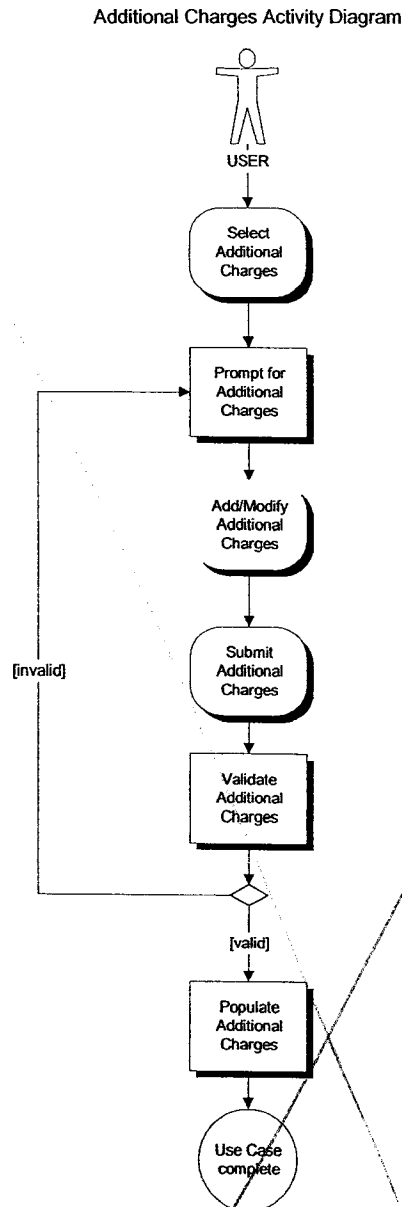 Additional Charges Activity Diagram
USER
Select
Additional
Charges
Prompt for
Additional
Charges
Add/Modify
Additional
Charges
Submit
Additional
Charges
[invalid]
Validate
Additional
Charges
[valid]
Populate
Additional
Charges
Use Case
complete